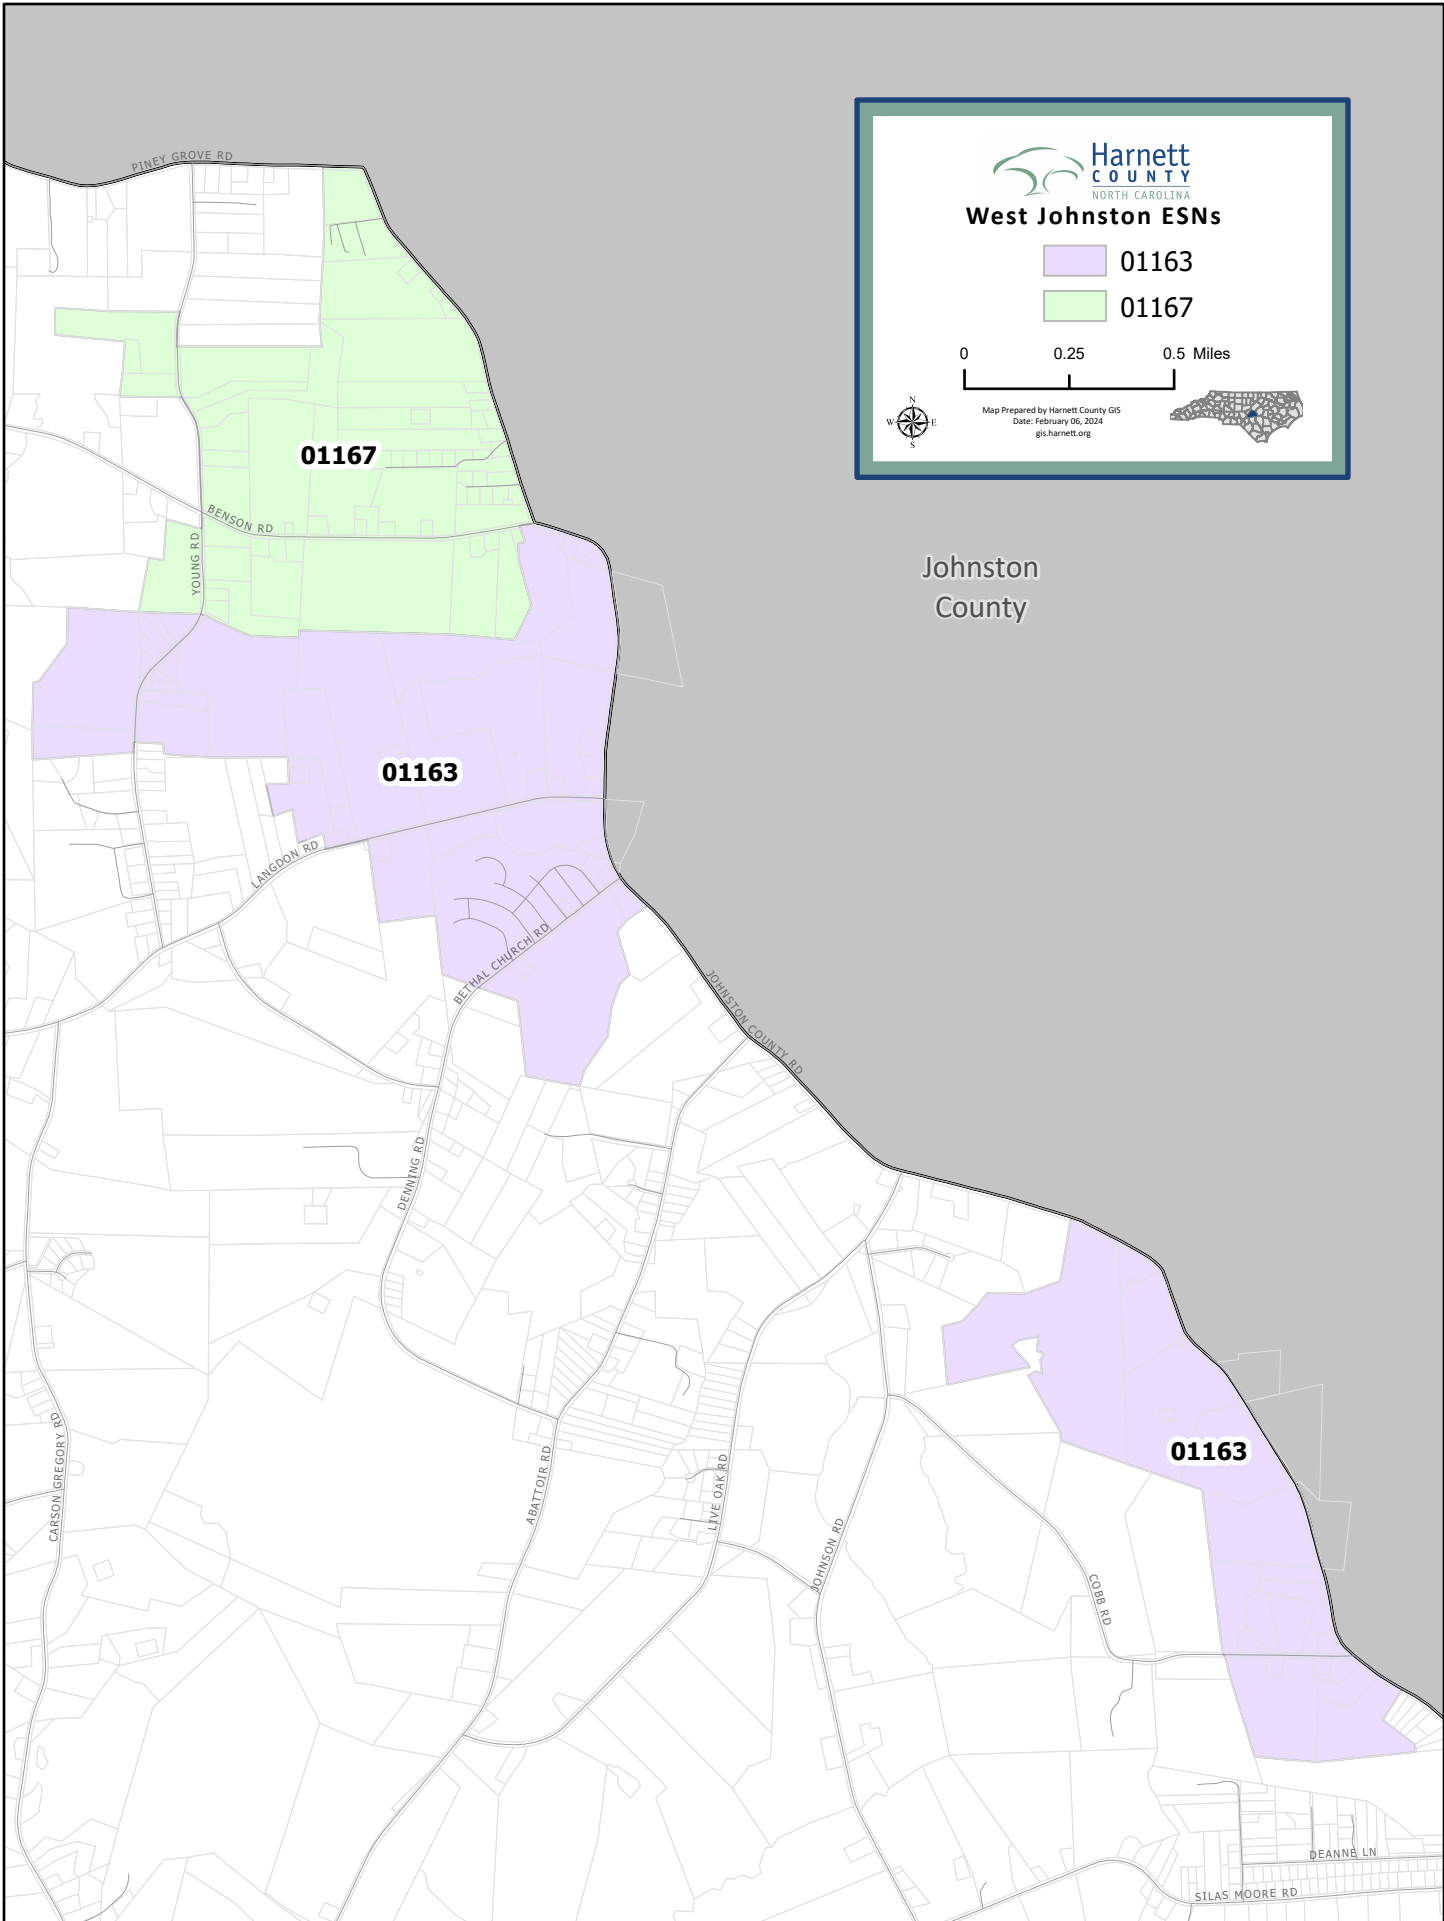 PINEY GROVE RD
Harnett
COUNTY
NORTH CAROLINA
West Johnston ESNs
01163
01167
0 0.25 0.5 Miles
N
W E
S
Map Prepared by Harnett County GIS
Date: February 06, 2024
gis.harnett.org
01167
BENSON RD
YOUNG RD
Johnston
County
01163
LANGDON RD
BETHAL CHURCH RD
JOHNSTON COUNTY RD
DENNING RD
01163
CARSON GREGORY RD
ABATTOIR RD
LIVE OAK RD
JOHNSON RD
COBB RD
DEANNE LN
SILAS MOORE RD